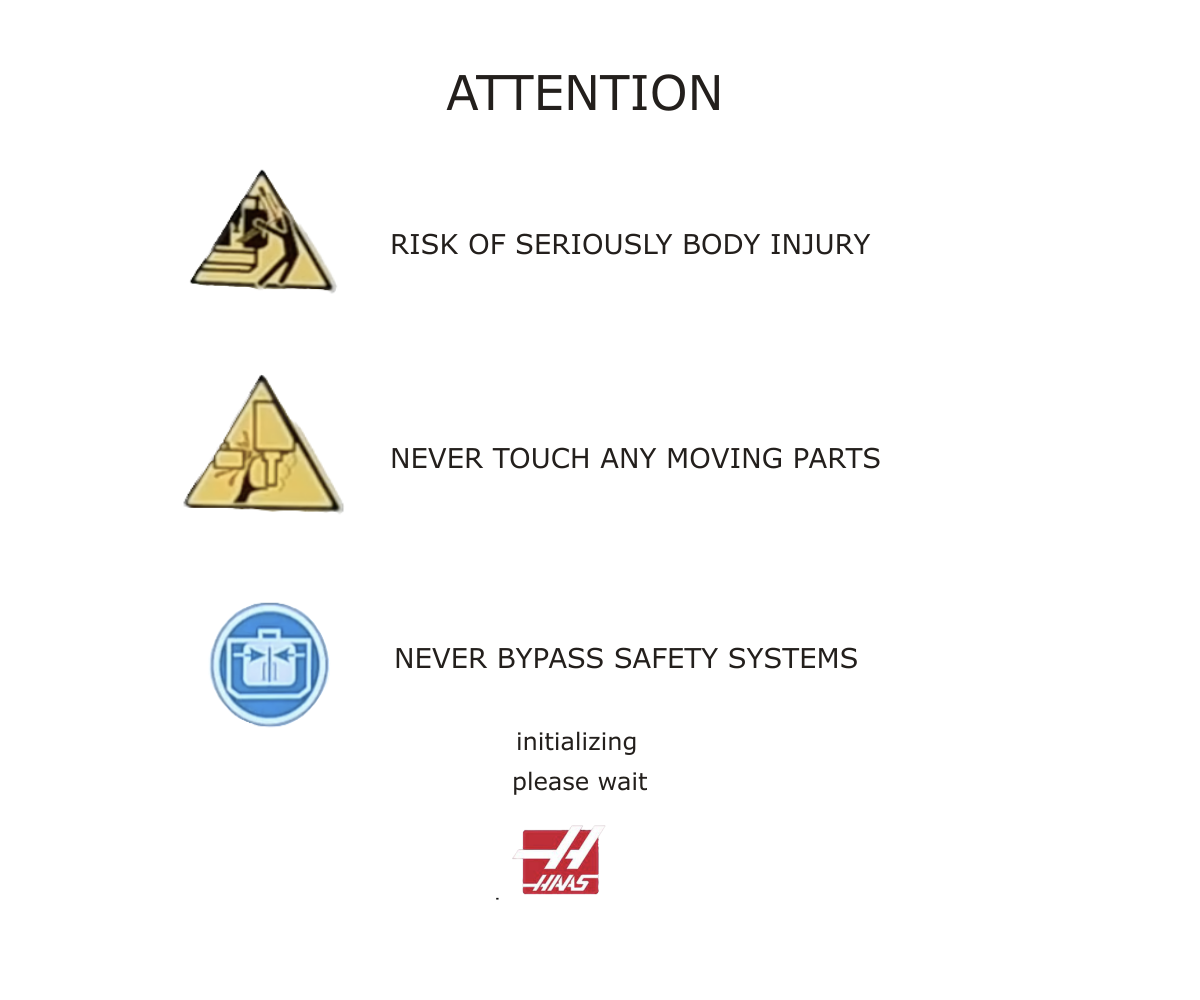 ATTENTION
RISK OF SERIOUSLY BODY INJURY
NEVER TOUCH ANY MOVING PARTS
NEVER BYPASS SAFETY SYSTEMS
initializing
please wait
HAAS